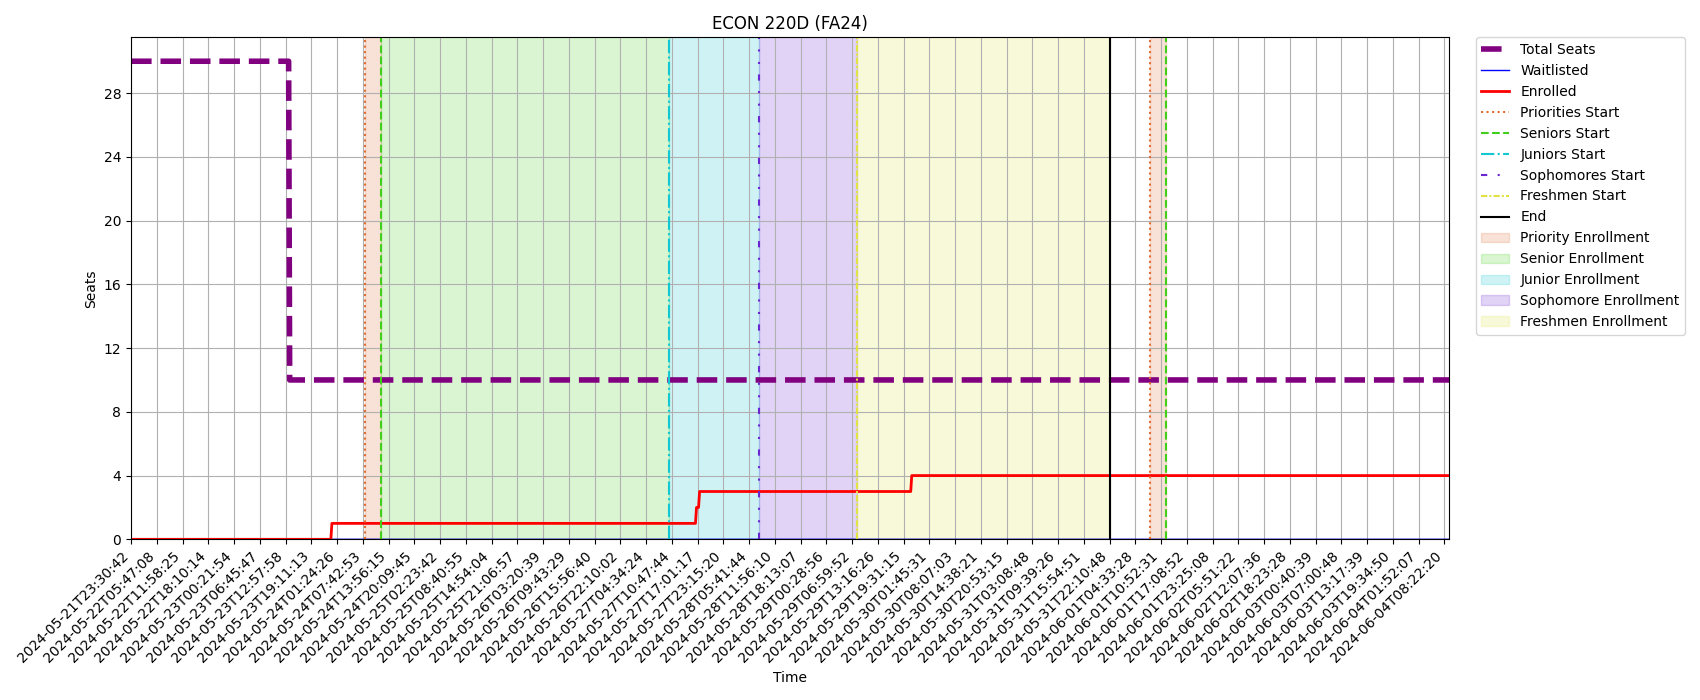 ECON 220D (FA24)
Seats
28
24
20
16
12
8
4
0
2024-05-21T23:30:42
2024-05-22T05:47:08
2024-05-22T11:58:25
2024-05-22T18:10:14
2024-05-23T00:21:54
2024-05-23T06:45:47
2024-05-23T12:57:58
2024-05-23T19:11:13
2024-05-24T01:24:26
2024-05-24T07:42:53
2024-05-24T13:56:15
2024-05-24T20:09:45
2024-05-25T02:23:42
2024-05-25T08:40:55
2024-05-25T14:54:04
2024-05-25T21:06:57
2024-05-26T03:20:39
2024-05-26T09:43:29
2024-05-26T15:56:40
2024-05-26T22:10:02
2024-05-27T04:34:24
2024-05-27T10:47:44
2024-05-27T17:01:17
2024-05-27T23:15:20
2024-05-28T05:41:44
2024-05-28T11:56:10
2024-05-28T18:13:07
2024-05-29T00:28:56
2024-05-29T06:59:52
2024-05-29T13:16:26
2024-05-29T19:31:15
2024-05-30T01:45:31
2024-05-30T08:07:03
2024-05-30T14:38:21
2024-05-30T20:53:15
2024-05-31T03:08:48
2024-05-31T09:39:26
2024-05-31T15:54:51
2024-05-31T22:10:48
2024-06-01T04:33:28
2024-06-01T10:52:31
2024-06-01T17:08:52
2024-06-01T23:25:08
2024-06-02T05:51:22
2024-06-02T12:07:36
2024-06-02T18:23:28
2024-06-03T00:40:39
2024-06-03T07:00:48
2024-06-03T13:17:39
2024-06-03T19:34:50
2024-06-04T01:52:07
2024-06-04T08:22:20
Time
Total Seats
Waitlisted
Enrolled
Priorities Start
Seniors Start
Juniors Start
Sophomores Start
Freshmen Start
End
Priority Enrollment
Senior Enrollment
Junior Enrollment
Sophomore Enrollment
Freshmen Enrollment